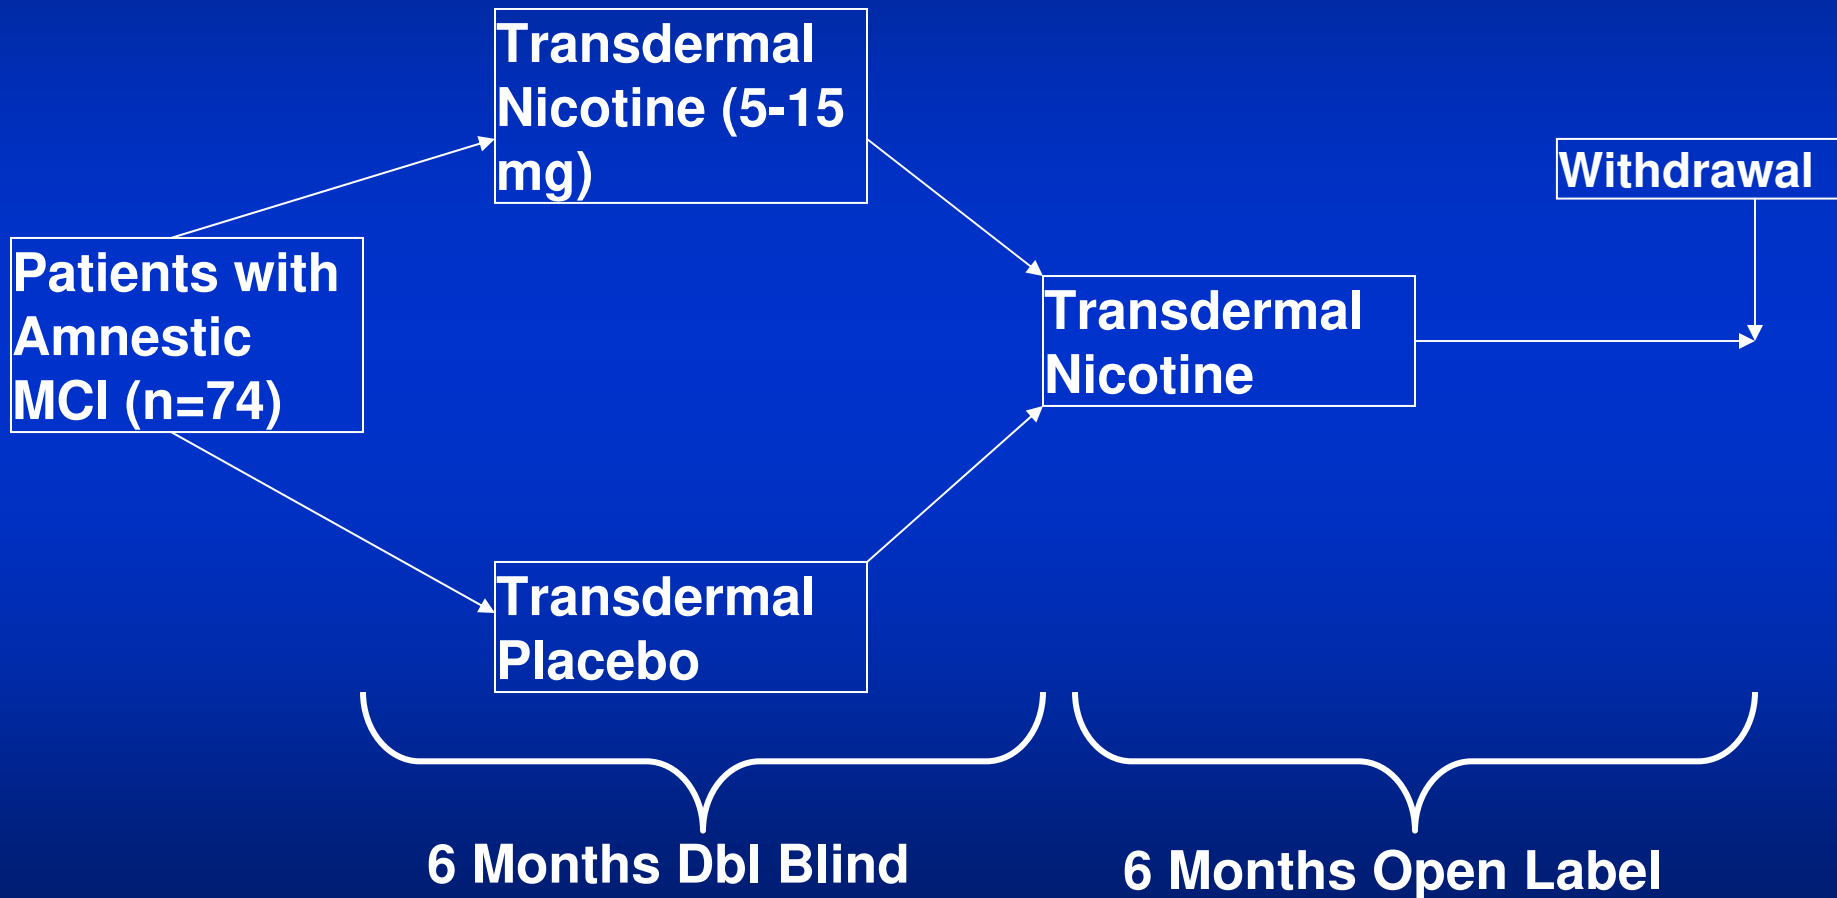 Transdermal
Nicotine (5-15
mg)
Withdrawal
Patients with
Amnestic
MCI (n=74)
Transdermal
Nicotine
Transdermal
Placebo
6 Months Dbl Blind
6 Months Open Label